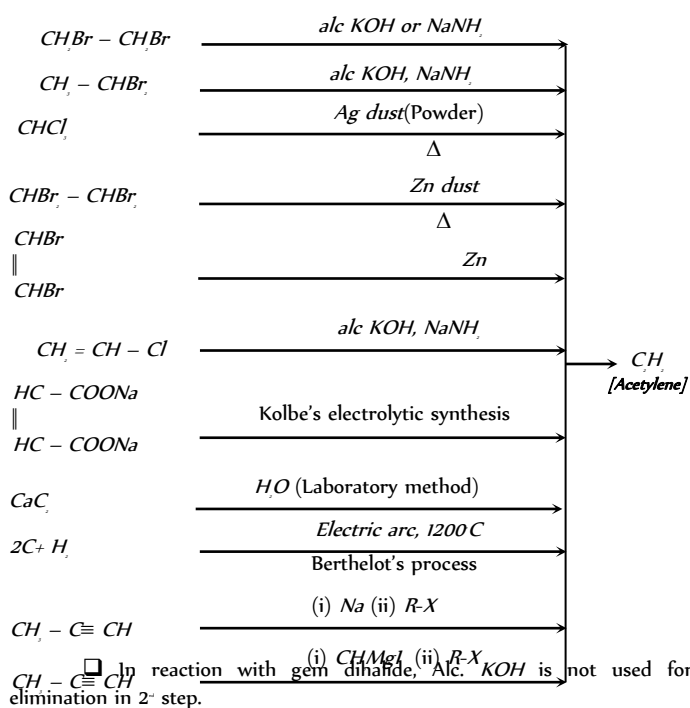 alc KOH or NaNH₂
CH₂Br – CH₂Br
alc KOH, NaNH₂
CH₃ – CHBr₂
Ag dust(Powder)
CHCl₃
Δ
Zn dust
CHBr₂ – CHBr₂
Δ
CHBr
||
CHBr
Zn
alc KOH, NaNH₂
CH₂ = CH – Cl
C₂H₂
[Acetylene]
HC – COONa
||
HC – COONa
Kolbe's electrolytic synthesis
H₂O (Laboratory method)
CaC₂
Electric arc, 1200 C
2C+ H₂
Berthelot's process
(i) Na (ii) R-X
CH₃ – C≡ CH
(i) CHMgI (ii) R-X
CH₃ – C≡ CH
❑ In reaction with gem dihalide, Alc. KOH is not used for
elimination in 2nd step.